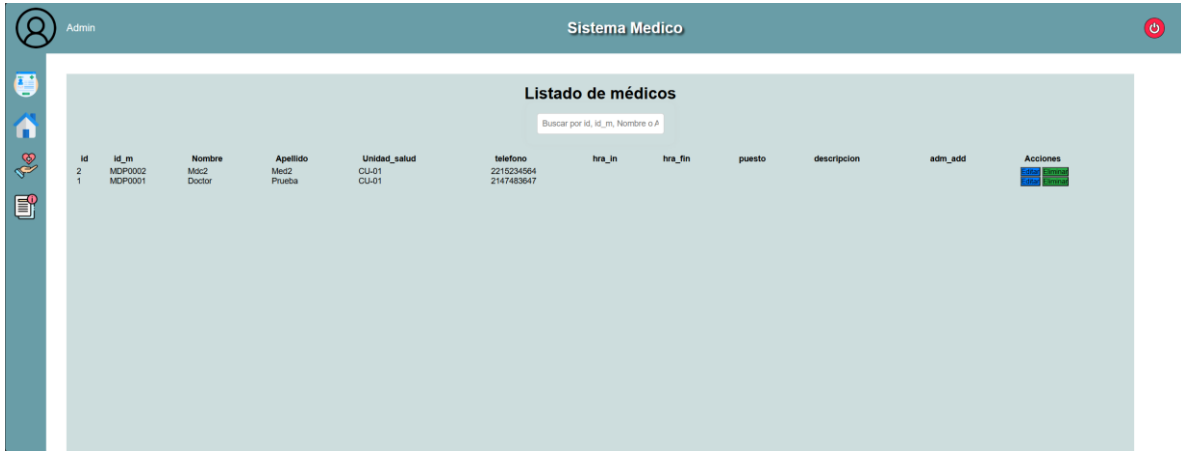 Admin
Sistema Medico
Listado de médicos
Buscar por id, id_m, Nombre o A
id id_m Nombre Apellido Unidad_salud telefono hra_in hra_fin puesto descripcion adm_add Acciones
2 MDP0002 Mdc2 Med2 CU-01 2215234564 Editar Eliminar
1 MDP0001 Doctor Prueba CU-01 2147483647 Editar Eliminar